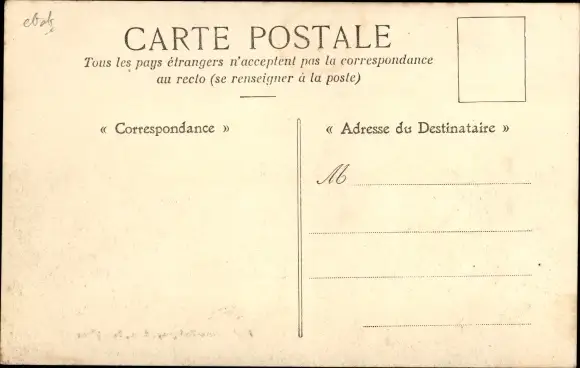 CARTE POSTALE
Tous les pays étrangers n'acceptent pas la correspondance
au recto (se renseigner à la poste)
« Correspondance »
« Adresse du Destinataire »
M